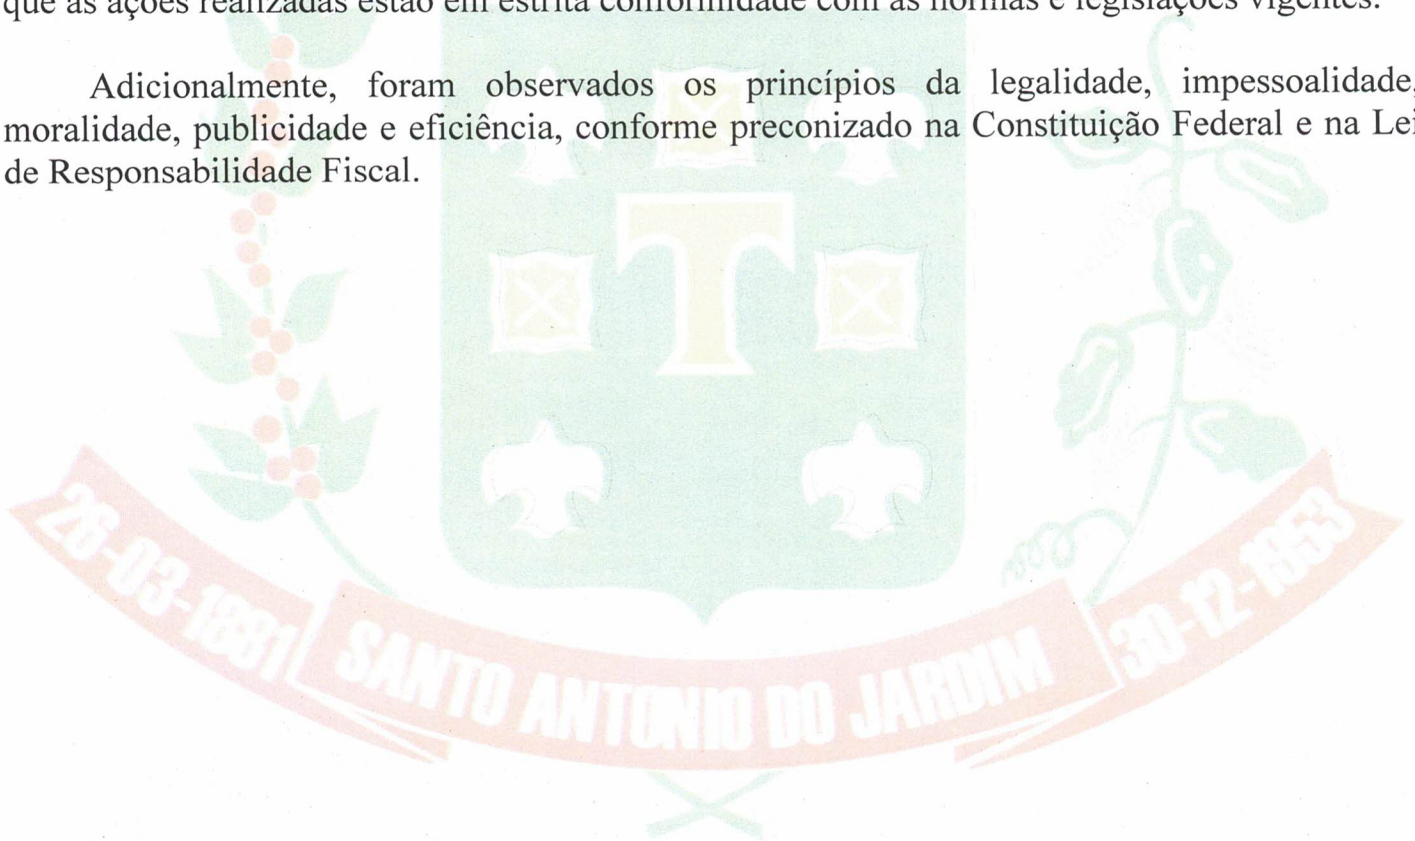 que as ações realizadas estão em estrita conformidade com as normas e legislações vigentes.
Adicionalmente, foram observados os princípios da legalidade, impessoalidade,
moralidade, publicidade e eficiência, conforme preconizado na Constituição Federal e na Lei
de Responsabilidade Fiscal.
T
26-03-1881
SANTO ANTONIO DO JARDIM
30-12-1953